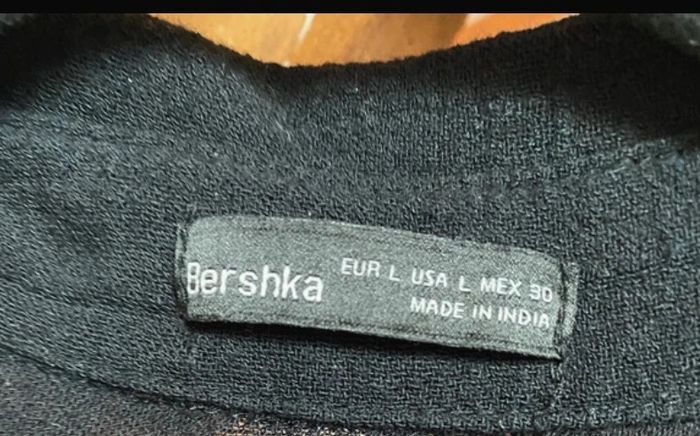 Bershka
EUR L USA L MEX 30
MADE IN INDIA